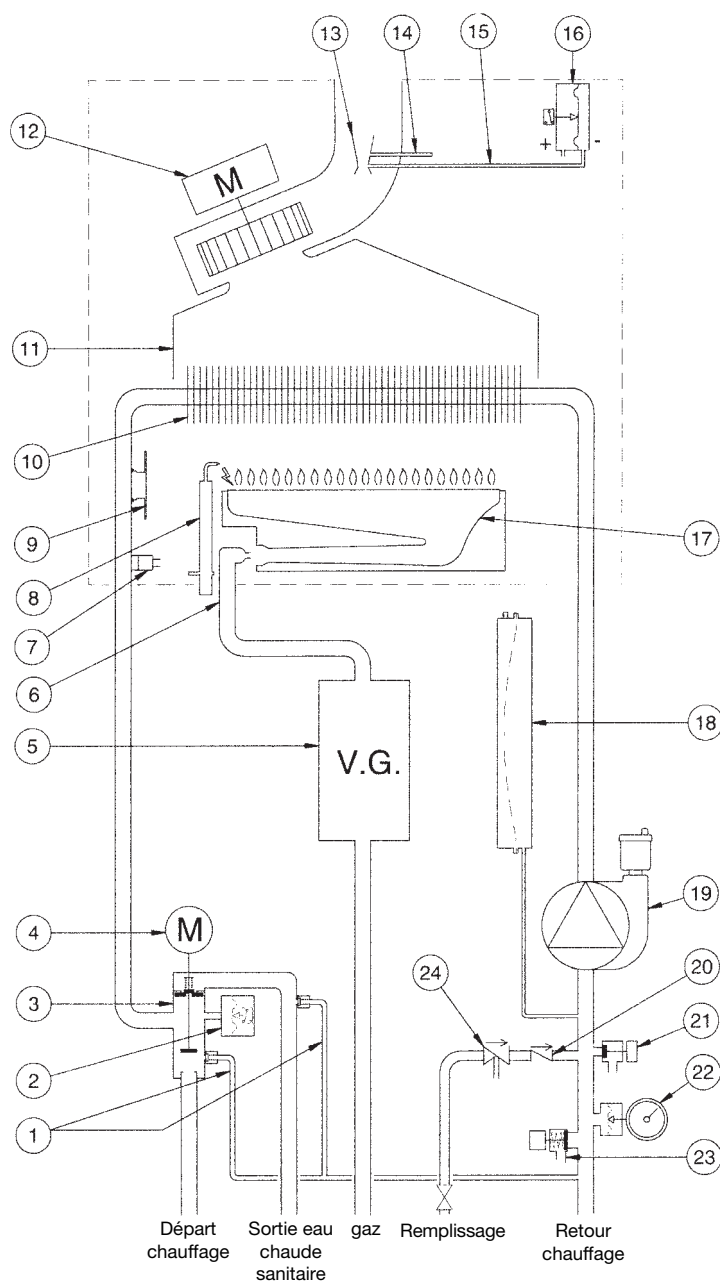 13
14
15
16
12
M
+
-
11
10
9
8
17
7
6
5
V.G.
18
4
M
19
3
24
20
21
2
22
1
23
Départ
chauffage
Sortie eau
chaude
sanitaire
gaz
Remplissage
Retour
chauffage